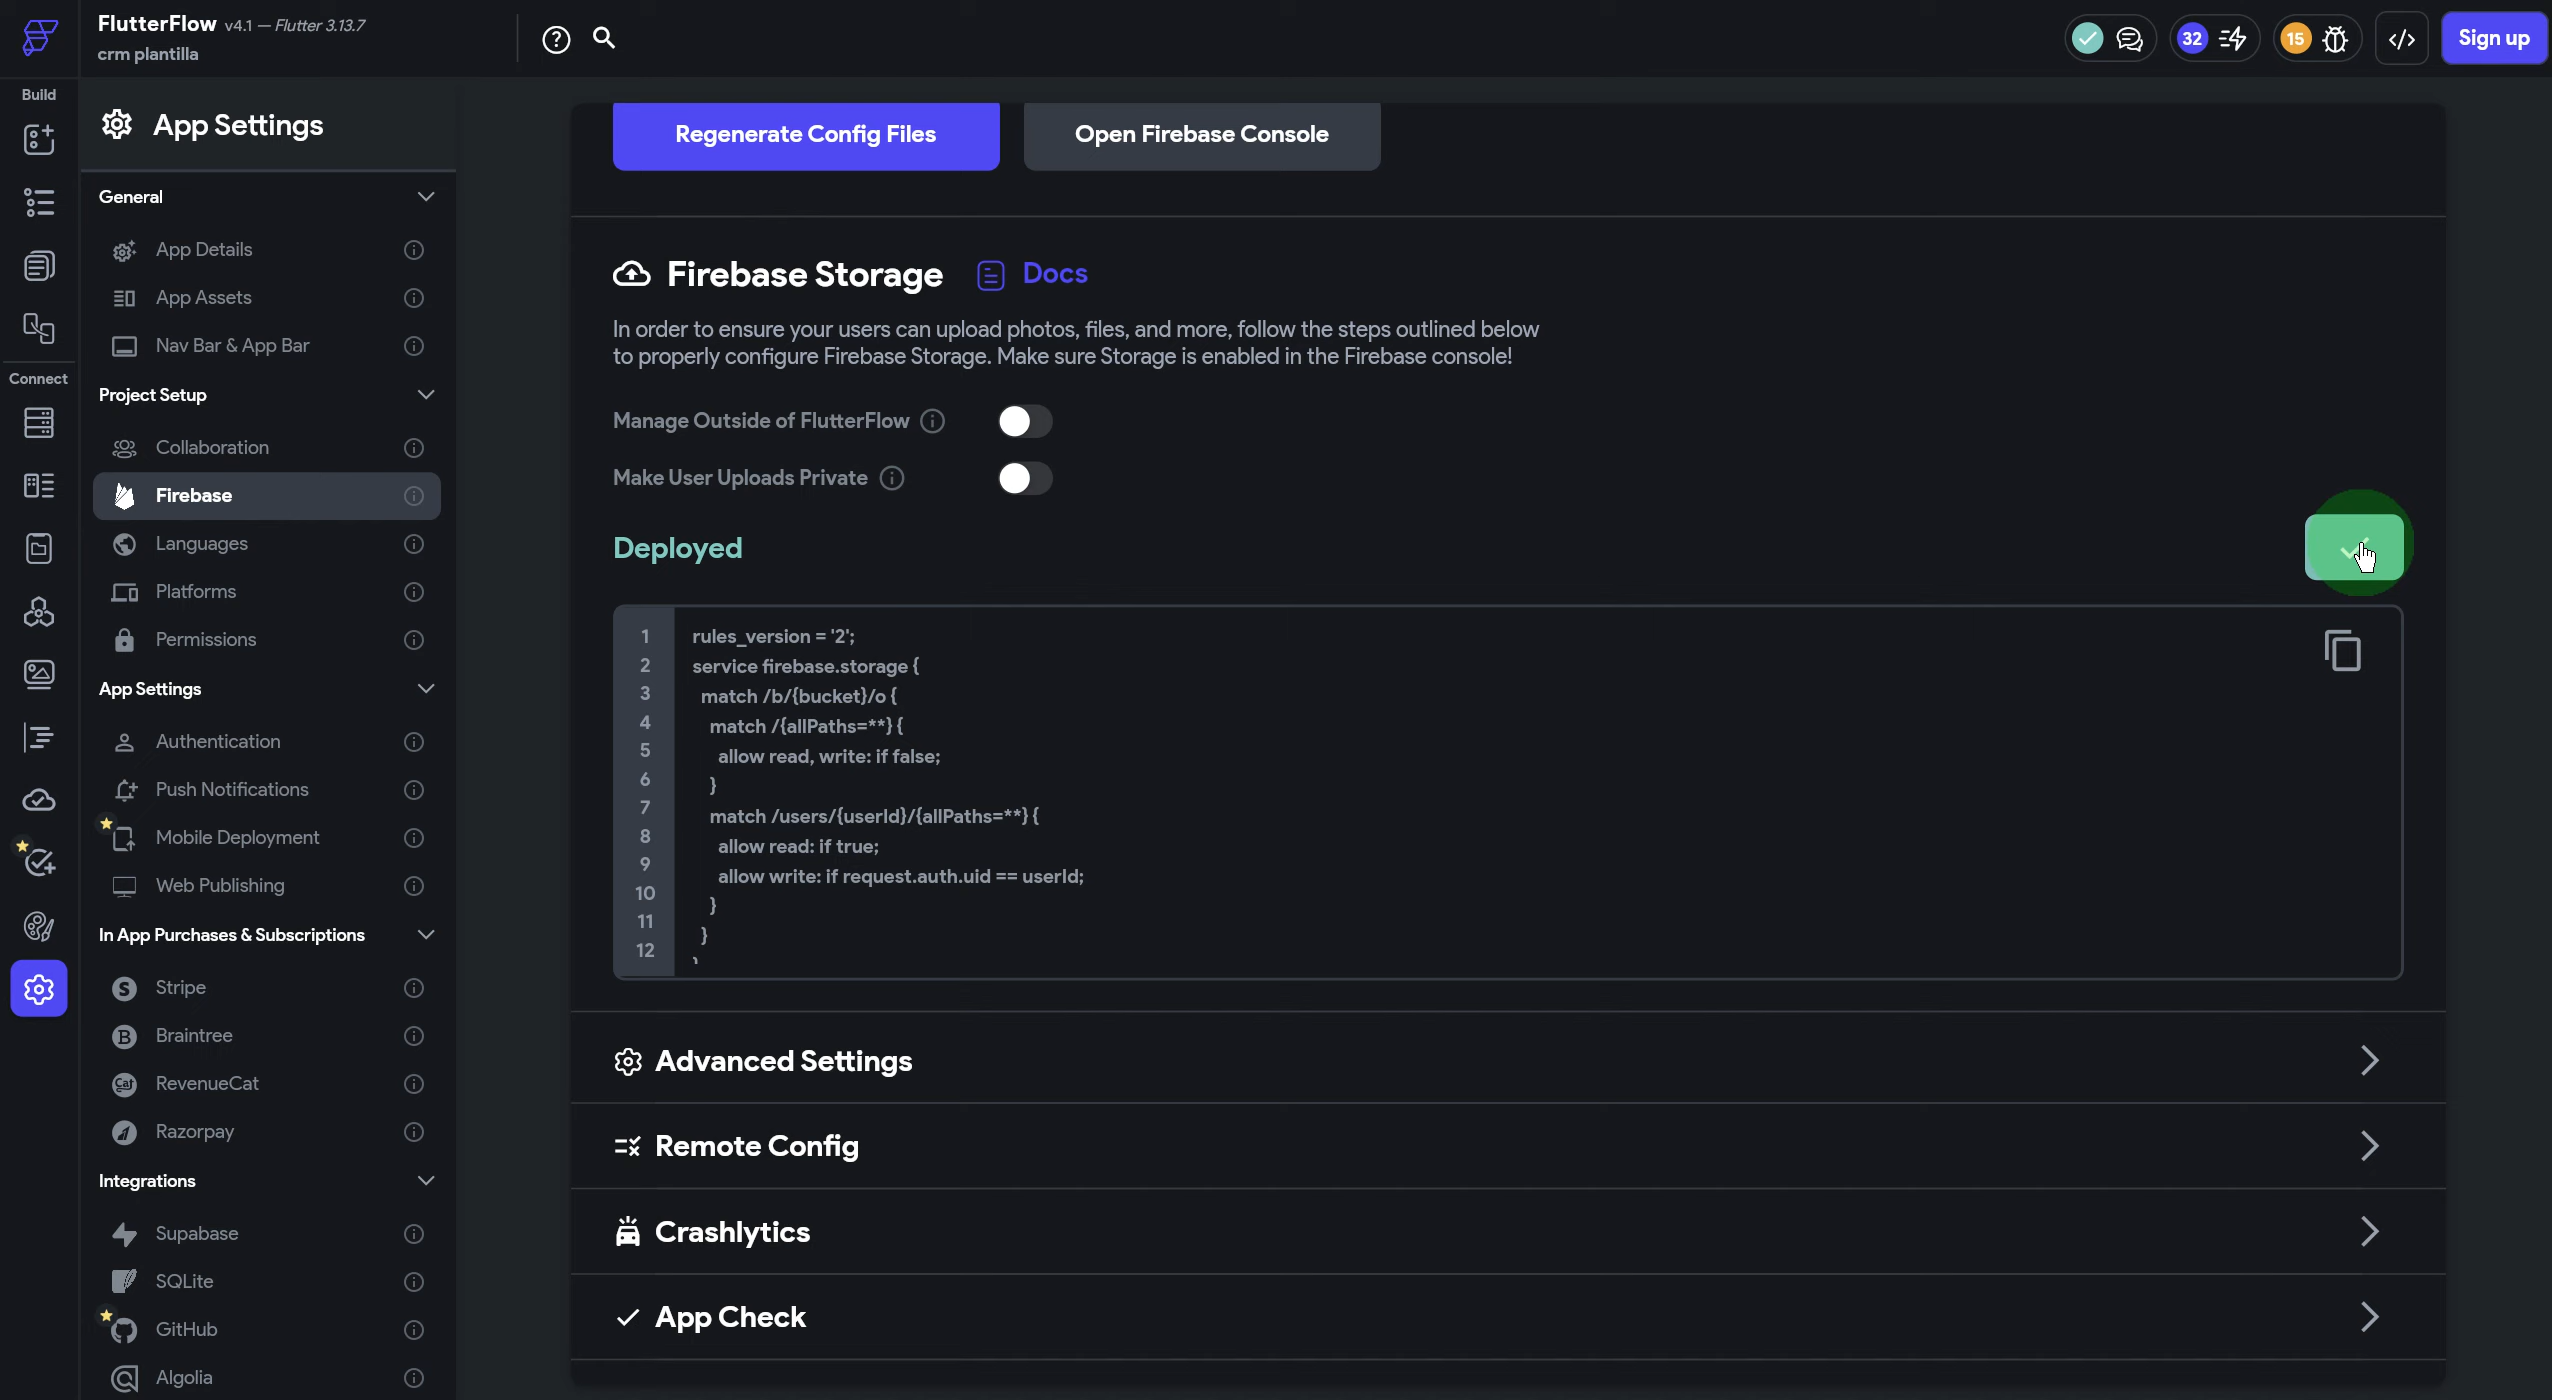 FlutterFlow v4.1 — Flutter 3.13.7
crm plantilla
32
15
Sign up
Build
Connect
App Settings
General
App Details
App Assets
Nav Bar & App Bar
Project Setup
Collaboration
Firebase
Languages
Platforms
Permissions
App Settings
Authentication
Push Notifications
Mobile Deployment
Web Publishing
In App Purchases & Subscriptions
Stripe
Braintree
RevenueCat
Razorpay
Integrations
Supabase
SQLite
GitHub
Algolia
Regenerate Config Files
Open Firebase Console
Firebase Storage
Docs
In order to ensure your users can upload photos, files, and more, follow the steps outlined below
to properly configure Firebase Storage. Make sure Storage is enabled in the Firebase console!
Manage Outside of FlutterFlow
Make User Uploads Private
Deployed
1 rules_version = '2';
2 service firebase.storage {
3 match /b/{bucket}/o {
4 match /{allPaths=**} {
5 allow read, write: if false;
6 }
7 match /users/{userId}/{allPaths=**} {
8 allow read: if true;
9 allow write: if request.auth.uid == userId;
10 }
11 }
12 }
Advanced Settings
Remote Config
Crashlytics
App Check